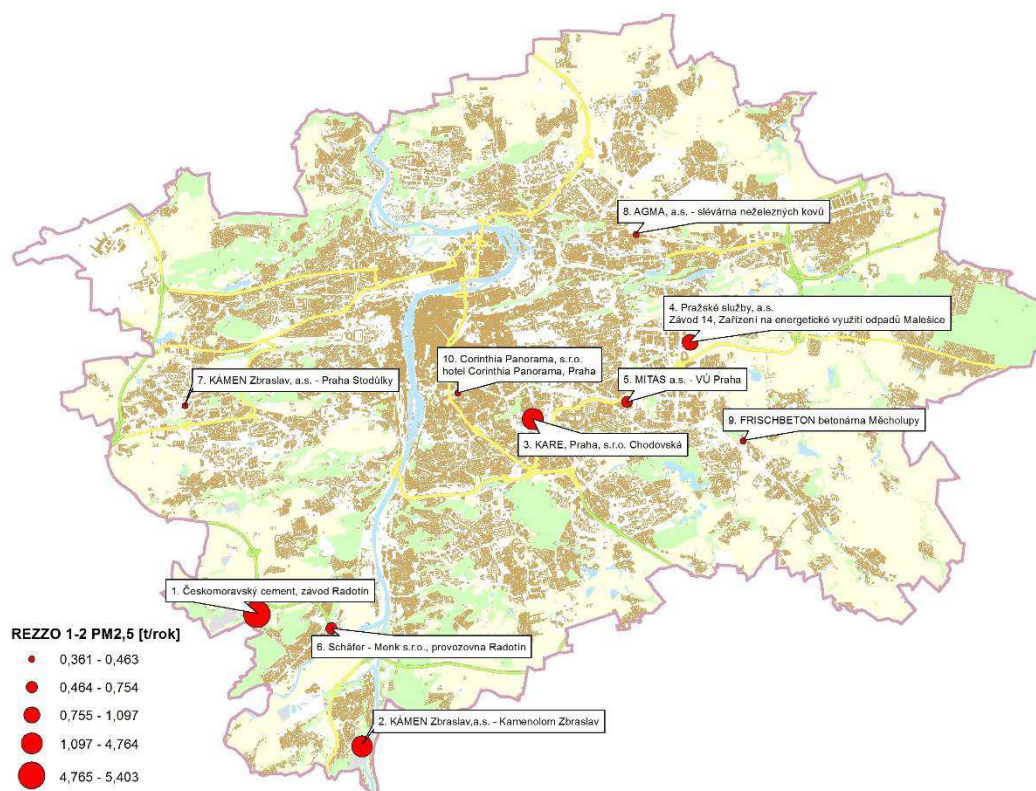 8. AGMA, a.s. - slévárna neželezných kovů
4. Pražské služby, a.s.
Závod 14, Zařízení na energetické využití odpadů Malešice
10. Corinthia Panorama, s.r.o.
hotel Corinthia Panorama, Praha
7. KÁMEN Zbraslav, a.s. - Praha Stodůlky
5. MITAS a.s. - VÚ Praha
9. FRISCHBETON betonárna Měcholupy
3. KARE, Praha, s.r.o. Chodovská
1. Českomoravský cement, závod Radotín
6. Schäfer - Menk s.r.o., provozovna Radotín
2. KÁMEN Zbraslav,a.s. - Kamenolom Zbraslav
REZZO 1-2 PM2,5 [t/rok]
0,361 - 0,463
0,464 - 0,754
0,755 - 1,097
1,097 - 4,764
4,765 - 5,403